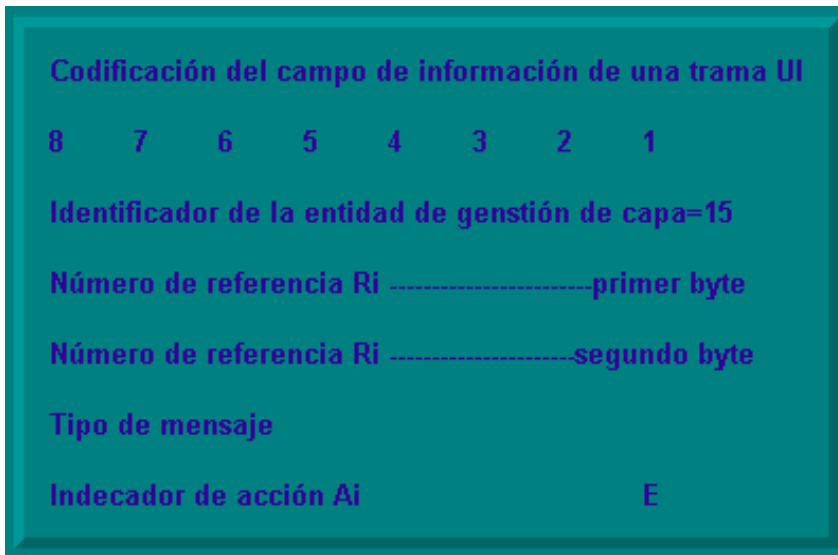 Codificación del campo de información de una trama UI
8 7 6 5 4 3 2 1
Identificador de la entidad de genstión de capa=15
Número de referencia Ri ------------------------primer byte
Número de referencia Ri ----------------------segundo byte
Tipo de mensaje
Indecador de acción Ai E